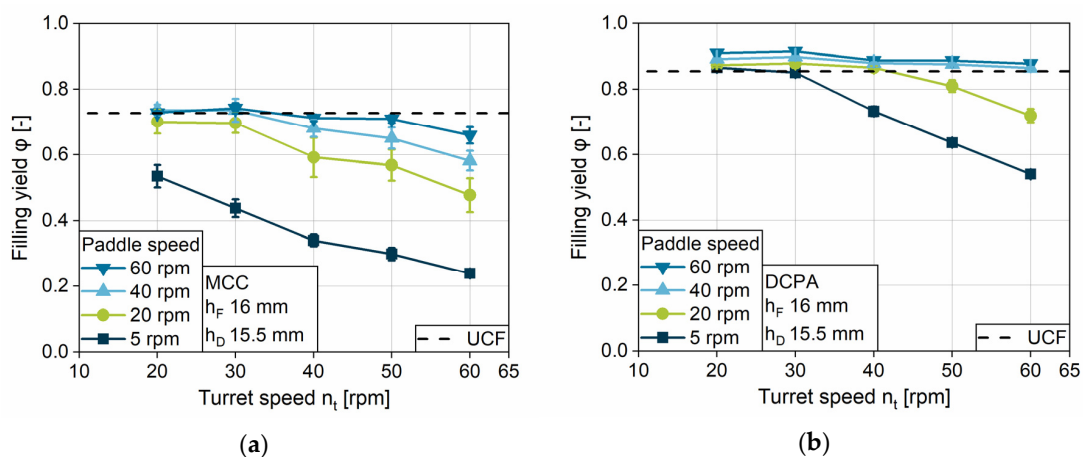 1.0
0.8
0.6
0.4
0.2
0.0
Filling yield φ [-]
Paddle speed
60 rpm
40 rpm
20 rpm
5 rpm
MCC
hF 16 mm
hD 15.5 mm
UCF
10 20 30 40 50 60 65
Turret speed nt [rpm]
(a)
1.0
0.8
0.6
0.4
0.2
0.0
Filling yield φ [-]
Paddle speed
60 rpm
40 rpm
20 rpm
5 rpm
DCPA
hF 16 mm
hD 15.5 mm
UCF
10 20 30 40 50 60 65
Turret speed nt [rpm]
(b)